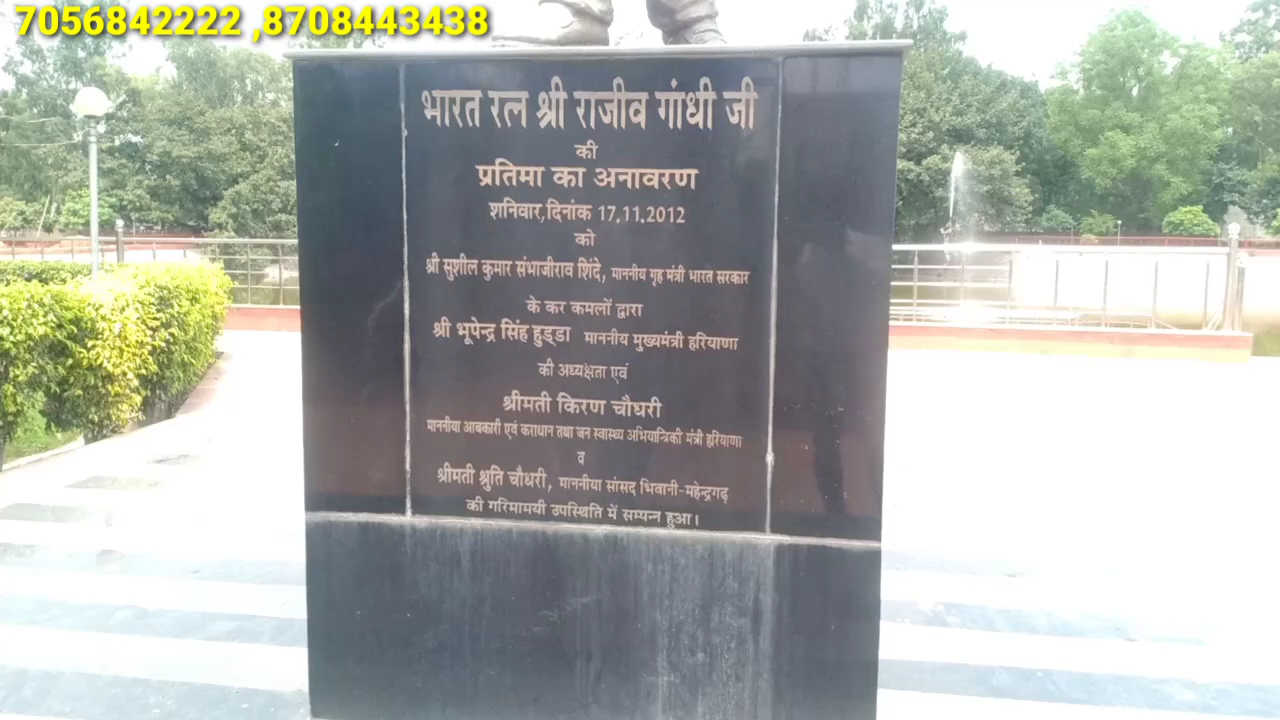 7056842222 ,8708443438
भारत रत्न श्री राजीव गांधी जी
की
प्रतिमा का अनावरण
शनिवार,दिनांक 17.11.2012
को
श्री सुशील कुमार संभाजीराव शिंदे, माननीय गृह मंत्री भारत सरकार
के कर कमलों द्वारा
श्री भूपेन्द्र सिंह हुड्डा माननीय मुख्यमंत्री हरियाणा
की अध्यक्षता एवं
श्रीमती किरण चौधरी
माननीया आबकारी एवं कराधान तथा जन स्वास्थ्य अभियान्त्रिकी मंत्री हरियाणा
व
श्रीमती श्रुति चौधरी, माननीया सांसद भिवानी-महेन्द्रगढ़
की गरिमामयी उपस्थिति में सम्पन्न हुआ।